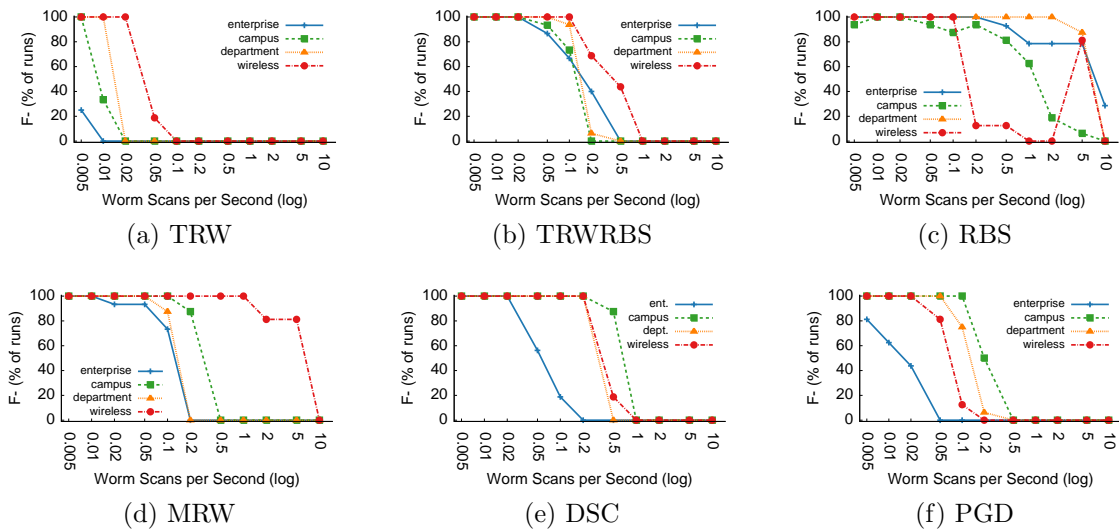 F- (% of runs)
100
80
60
40
20
0
enterprise
campus
department
wireless
0.005
0.01
0.02
0.05
0.1
0.2
0.5
1
2
5
10
Worm Scans per Second (log)
(a) TRW
F- (% of runs)
100
80
60
40
20
0
enterprise
campus
department
wireless
0.005
0.01
0.02
0.05
0.1
0.2
0.5
1
2
5
10
Worm Scans per Second (log)
(b) TRWRBS
F- (% of runs)
100
80
60
40
20
0
enterprise
campus
department
wireless
0.005
0.01
0.02
0.05
0.1
0.2
0.5
1
2
5
10
Worm Scans per Second (log)
(c) RBS
F- (% of runs)
100
80
60
40
20
0
enterprise
campus
department
wireless
0.005
0.01
0.02
0.05
0.1
0.2
0.5
1
2
5
10
Worm Scans per Second (log)
(d) MRW
F- (% of runs)
100
80
60
40
20
0
ent.
campus
dept.
wireless
0.005
0.01
0.02
0.05
0.1
0.2
0.5
1
2
5
10
Worm Scans per Second (log)
(e) DSC
F- (% of runs)
100
80
60
40
20
0
enterprise
campus
department
wireless
0.005
0.01
0.02
0.05
0.1
0.2
0.5
1
2
5
10
Worm Scans per Second (log)
(f) PGD